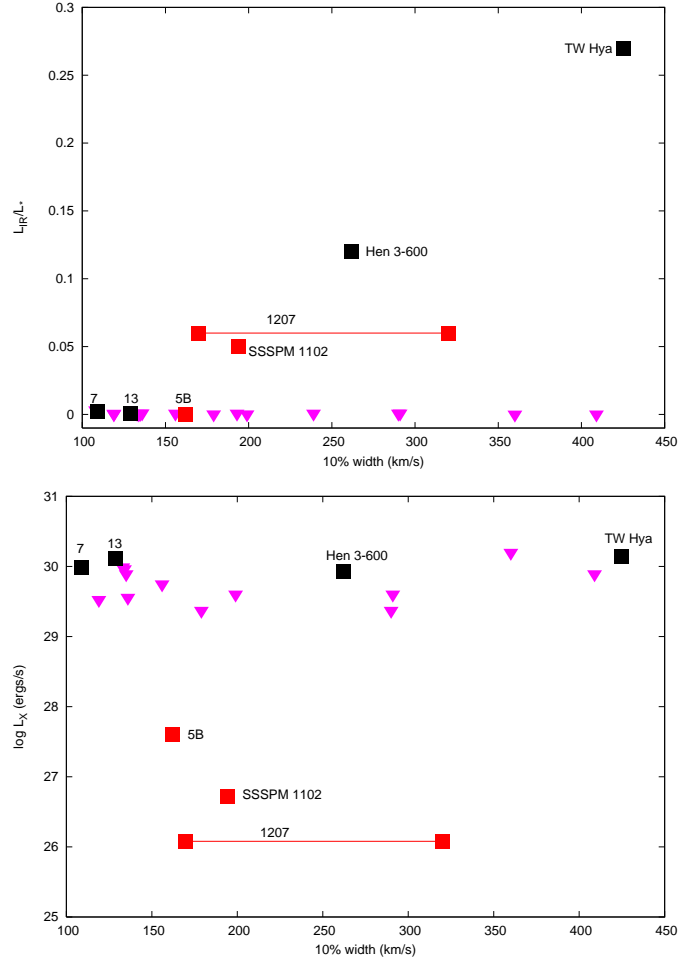 0.3
TW Hya
0.25
0.2
L_IR/L_*
0.15
Hen 3-600
0.1
1207
0.05
SSSPM 1102
7
13
5B
0
100 150 200 250 300 350 400 450
10% width (km/s)
31
7
13
Hen 3-600
TW Hya
30
29
log L_X (ergs/s)
28
5B
27
SSSPM 1102
1207
26
25
100 150 200 250 300 350 400 450
10% width (km/s)